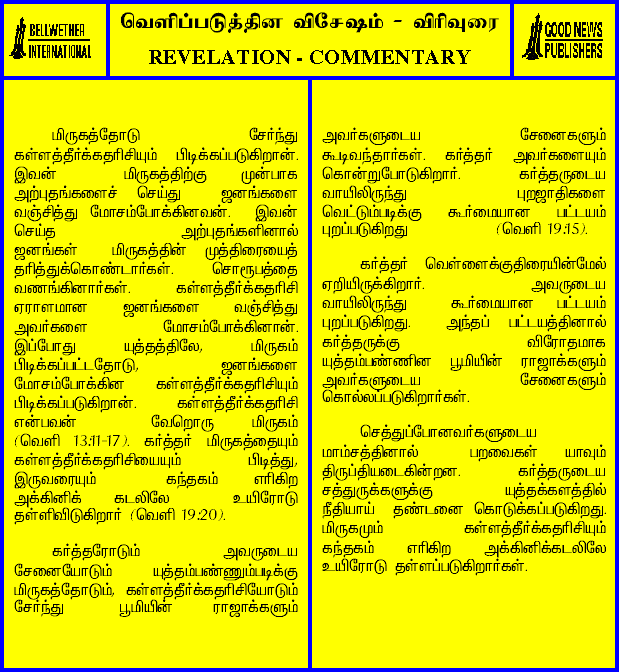 BELLWETHER
INTERNATIONAL
வெளிப்படுத்தின விசேஷம் - விரிவுரை
REVELATION - COMMENTARY
GOOD NEWS
PUBLISHERS
மிருகத்தோடு சேர்ந்து
கள்ளத்தீர்க்கதரிசியும் பிடிக்கப்படுகிறான்.
இவன் மிருகத்திற்கு முன்பாக
அற்புதங்களைச் செய்து ஜனங்களை
வஞ்சித்து மோசம்போக்கினவன். இவன்
செய்த அற்புதங்களினால்
ஜனங்கள் மிருகத்தின் முத்திரையைத்
தரித்துக்கொண்டார்கள். சொரூபத்தை
வணங்கினார்கள். கள்ளத்தீர்க்கதரிசி
ஏராளமான ஜனங்களை வஞ்சித்து
அவர்களை மோசம்போக்கினான்.
இப்போது யுத்தத்திலே, மிருகம்
பிடிக்கப்பட்டதோடு, ஜனங்களை
மோசம்போக்கின கள்ளத்தீர்க்கதரிசியும்
பிடிக்கப்படுகிறான். கள்ளத்தீர்க்கதரிசி
என்பவன் வேறொரு மிருகம்
(வெளி 13:11-17). கர்த்தர் மிருகத்தையும்
கள்ளத்தீர்க்கதரிசியையும் பிடித்து,
இருவரையும் கந்தகம் எரிகிற
அக்கினிக் கடலிலே உயிரோடு
தள்ளிவிடுகிறார் (வெளி 19:20).
கர்த்தரோடும் அவருடைய
சேனையோடும் யுத்தம்பண்ணும்படிக்கு
மிருகத்தோடும், கள்ளத்தீர்க்கதரிசியோடும்
சேர்ந்து பூமியின் ராஜாக்களும்
அவர்களுடைய சேனைகளும்
கூடிவந்தார்கள். கர்த்தர் அவர்களையும்
கொன்றுபோடுகிறார். கர்த்தருடைய
வாயிலிருந்து புறஜாதிகளை
வெட்டும்படிக்கு கூர்மையான பட்டயம்
புறப்படுகிறது (வெளி 19:15).
கர்த்தர் வெள்ளைக்குதிரையின்மேல்
ஏறியிருக்கிறார். அவருடைய
வாயிலிருந்து கூர்மையான பட்டயம்
புறப்படுகிறது. அந்தப் பட்டயத்தினால்
கர்த்தருக்கு விரோதமாக
யுத்தம்பண்ணின பூமியின் ராஜாக்களும்
அவர்களுடைய சேனைகளும்
கொல்லப்படுகிறார்கள்.
செத்துப்போனவர்களுடைய
மாம்சத்தினால் பறவைகள் யாவும்
திருப்தியடைகின்றன. கர்த்தருடைய
சத்துருக்களுக்கு யுத்தக்களத்தில்
நீதியாய் தண்டனை கொடுக்கப்படுகிறது.
மிருகமும் கள்ளத்தீர்க்கதரிசியும்
கந்தகம் எரிகிற அக்கினிக்கடலிலே
உயிரோடு தள்ளப்படுகிறார்கள்.